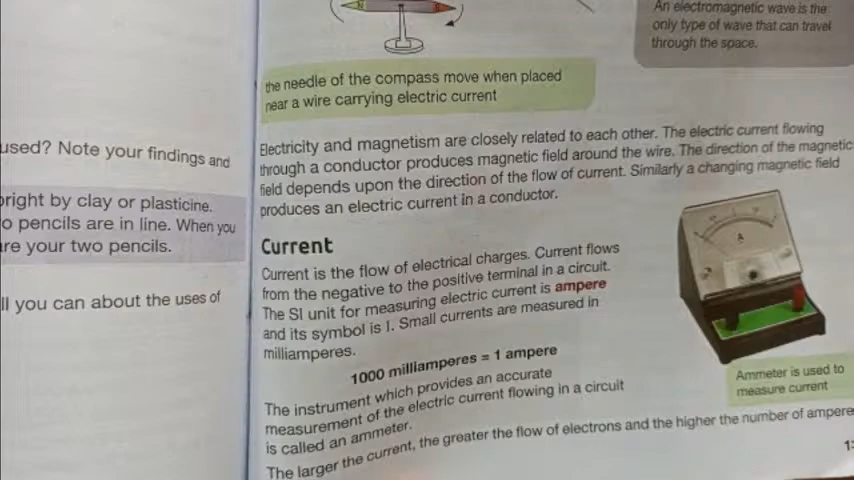 An electromagnetic wave is the
only type of wave that can travel
through the space.
the needle of the compass move when placed
near a wire carrying electric current
used? Note your findings and
pright by clay or plasticine.
o pencils are in line. When you
are your two pencils.
ll you can about the uses of
Electricity and magnetism are closely related to each other. The electric current flowing
through a conductor produces magnetic field around the wire. The direction of the magnetic
field depends upon the direction of the flow of current. Similarly a changing magnetic field
produces an electric current in a conductor.
Current
Current is the flow of electrical charges. Current flows
from the negative to the positive terminal in a circuit.
The SI unit for measuring electric current is ampere
and its symbol is I. Small currents are measured in
milliamperes.
1000 milliamperes = 1 ampere
The instrument which provides an accurate
measurement of the electric current flowing in a circuit
is called an ammeter.
A
Ammeter is used to
measure current
The larger the current, the greater the flow of electrons and the higher the number of ampere